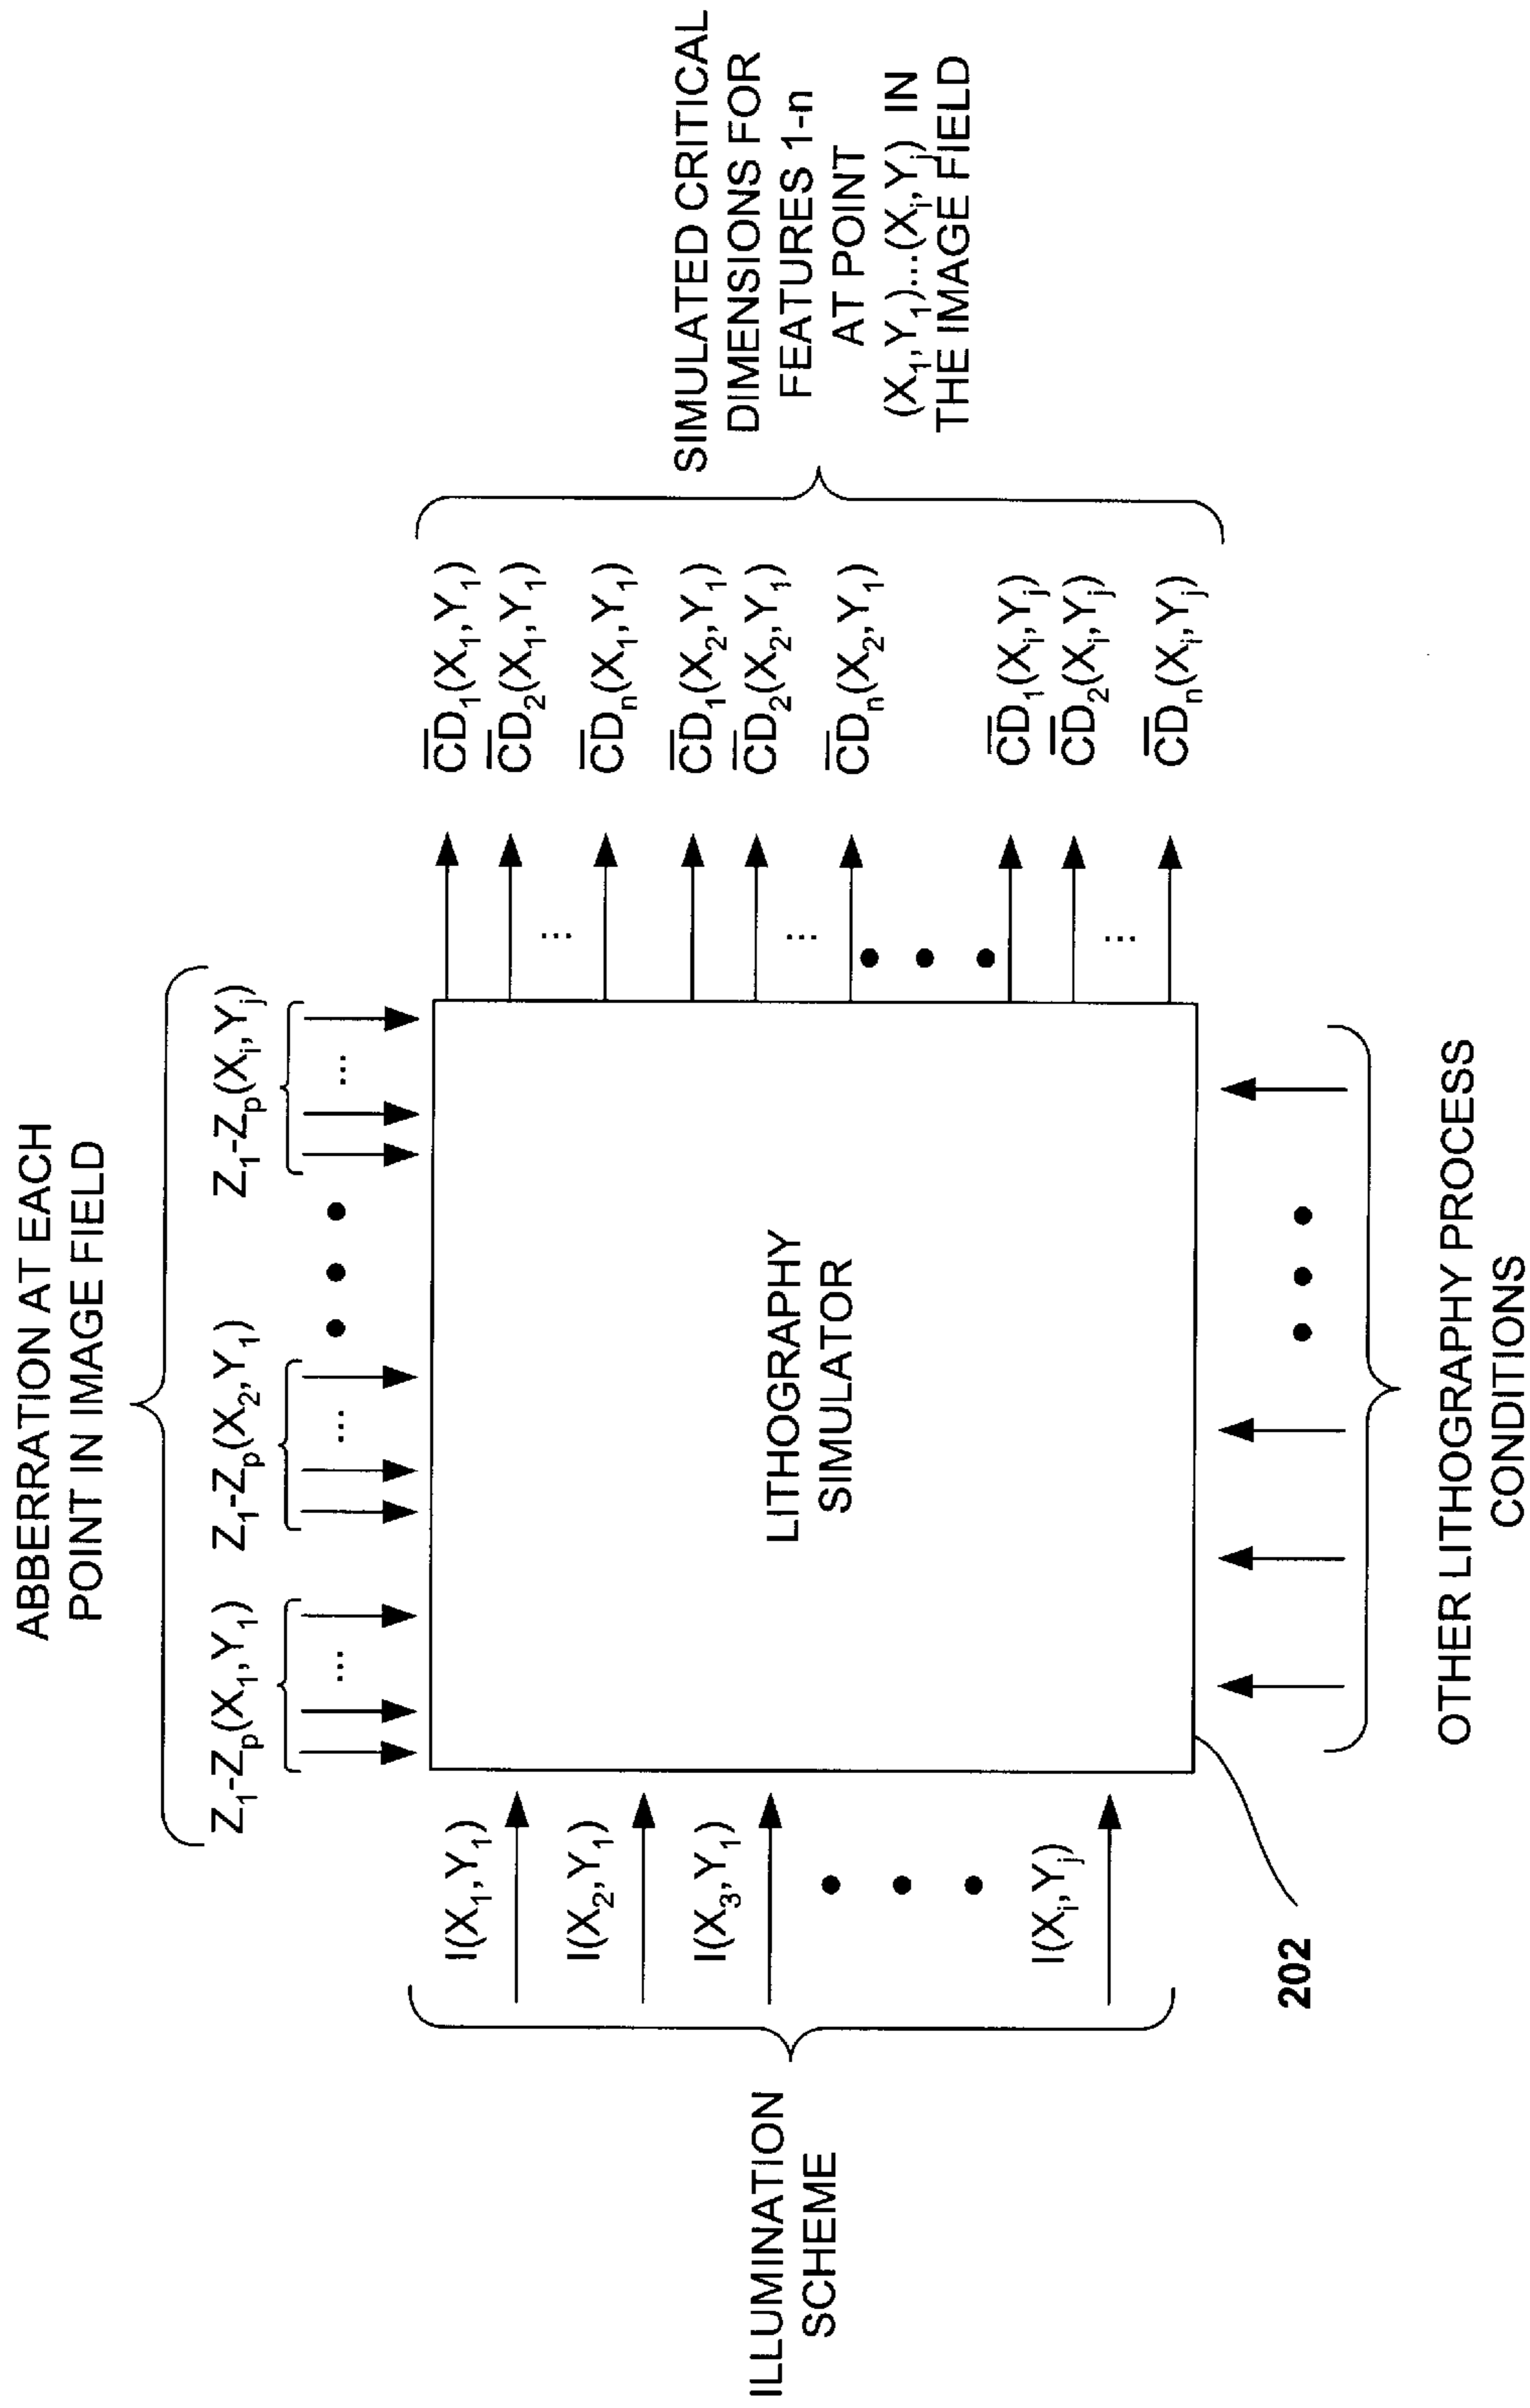 ABBERRATION AT EACH
POINT IN IMAGE FIELD
Z₁-Zₚ(X₁,Y₁)
Z₁-Zₚ(X₂,Y₁)
Z₁-Zₚ(Xᵢ,Yⱼ)
... ... ...
ILLUMINATION
SCHEME
I(X₁,Y₁)
I(X₂,Y₁)
I(X₃,Y₁)
I(Xᵢ,Yⱼ)
LITHOGRAPHY
SIMULATOR
202
C̅D₁(X₁,Y₁)
C̅D₂(X₁,Y₁)
...
C̅Dₙ(X₁,Y₁)
C̅D₁(X₂,Y₁)
C̅D₂(X₂,Y₁)
...
C̅Dₙ(X₂,Y₁)
C̅D₁(Xᵢ,Yⱼ)
C̅D₂(Xᵢ,Yⱼ)
...
C̅Dₙ(Xᵢ,Yⱼ)
SIMULATED CRITICAL
DIMENSIONS FOR
FEATURES 1-n
AT POINT
(X₁,Y₁)...(Xᵢ,Yⱼ) IN
THE IMAGE FIELD
OTHER LITHOGRAPHY PROCESS
CONDITIONS